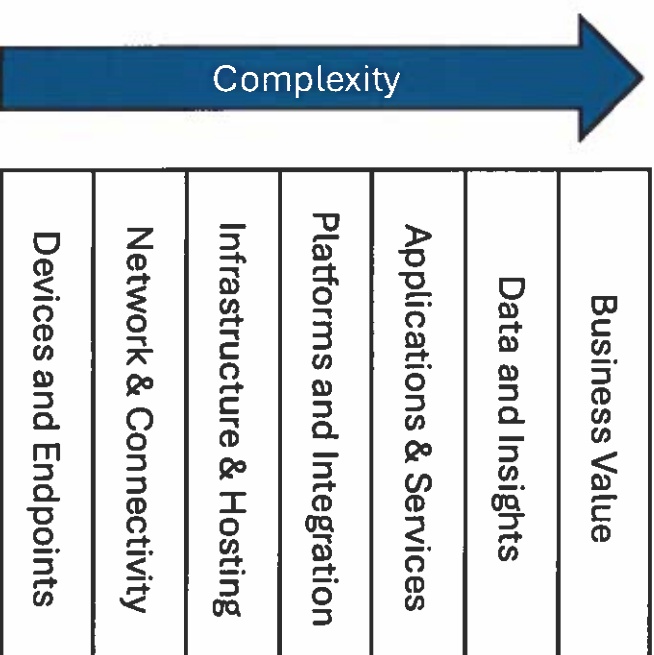 Complexity
Devices and Endpoints
Network & Connectivity
Infrastructure & Hosting
Platforms and Integration
Applications & Services
Data and Insights
Business Value